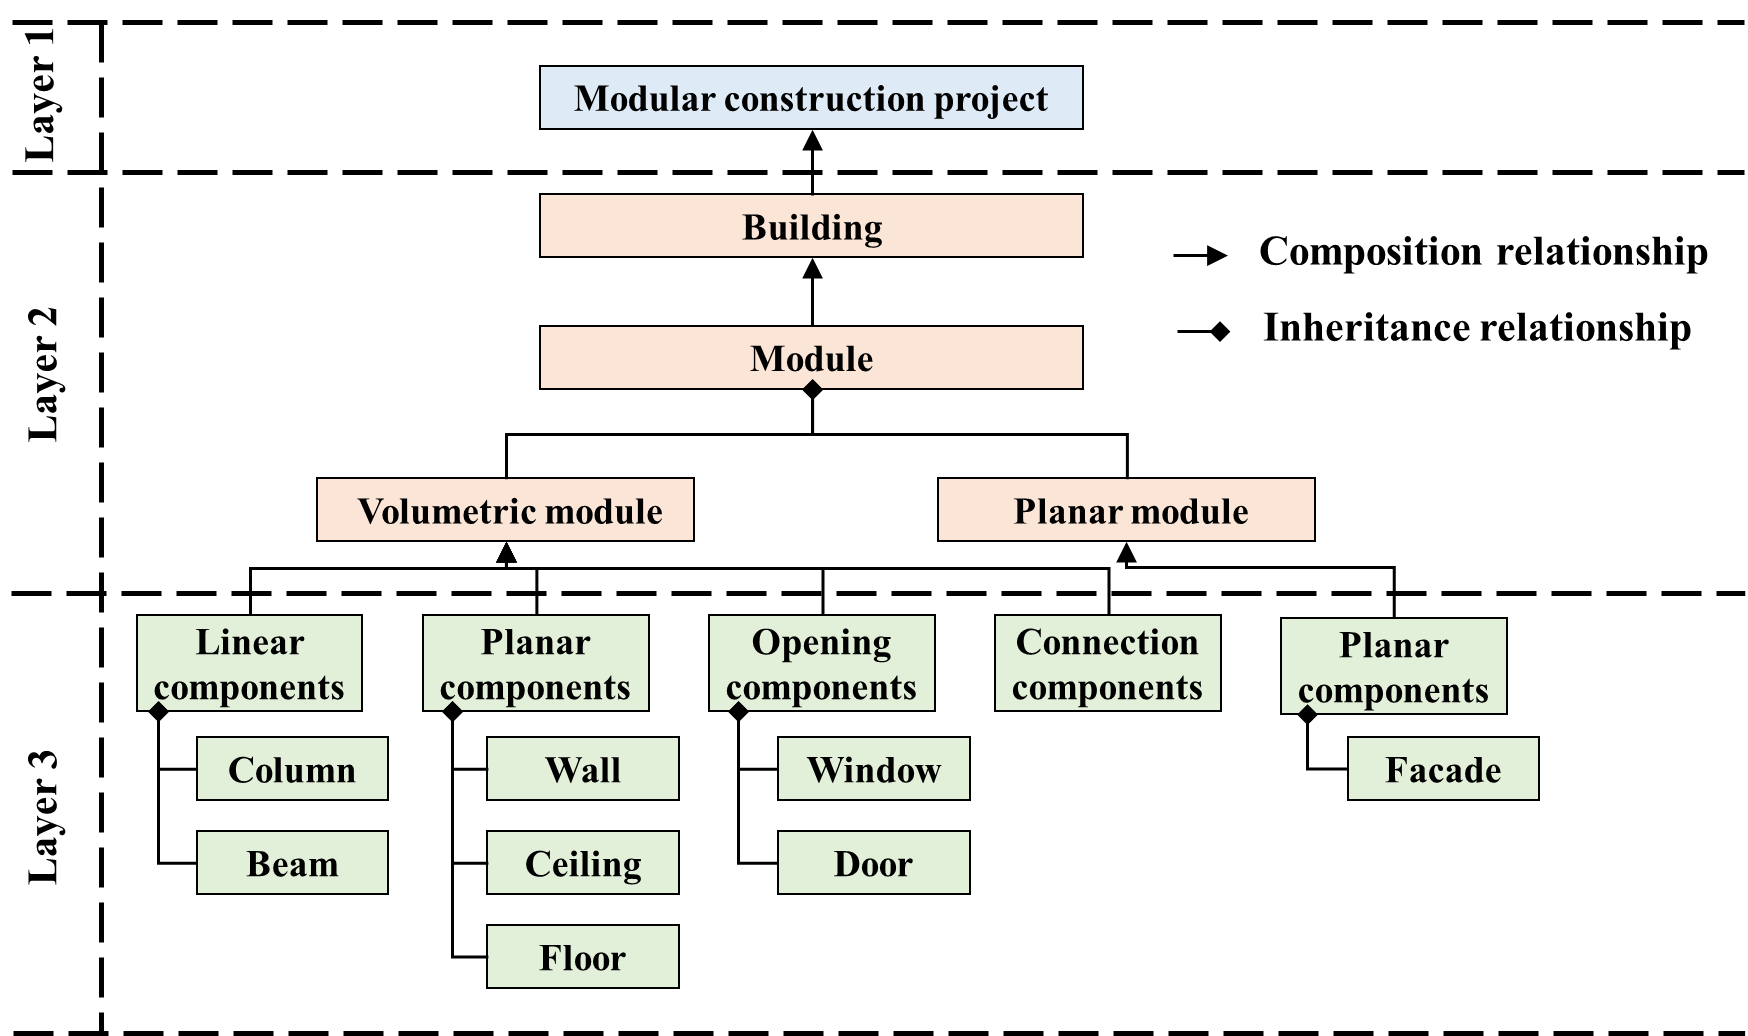 Layer 1
Modular construction project
Layer 2
Building
Composition relationship
Inheritance relationship
Module
Volumetric module
Planar module
Layer 3
Linear
components
Planar
components
Opening
components
Connection
components
Planar
components
Column
Wall
Window
Facade
Beam
Ceiling
Door
Floor